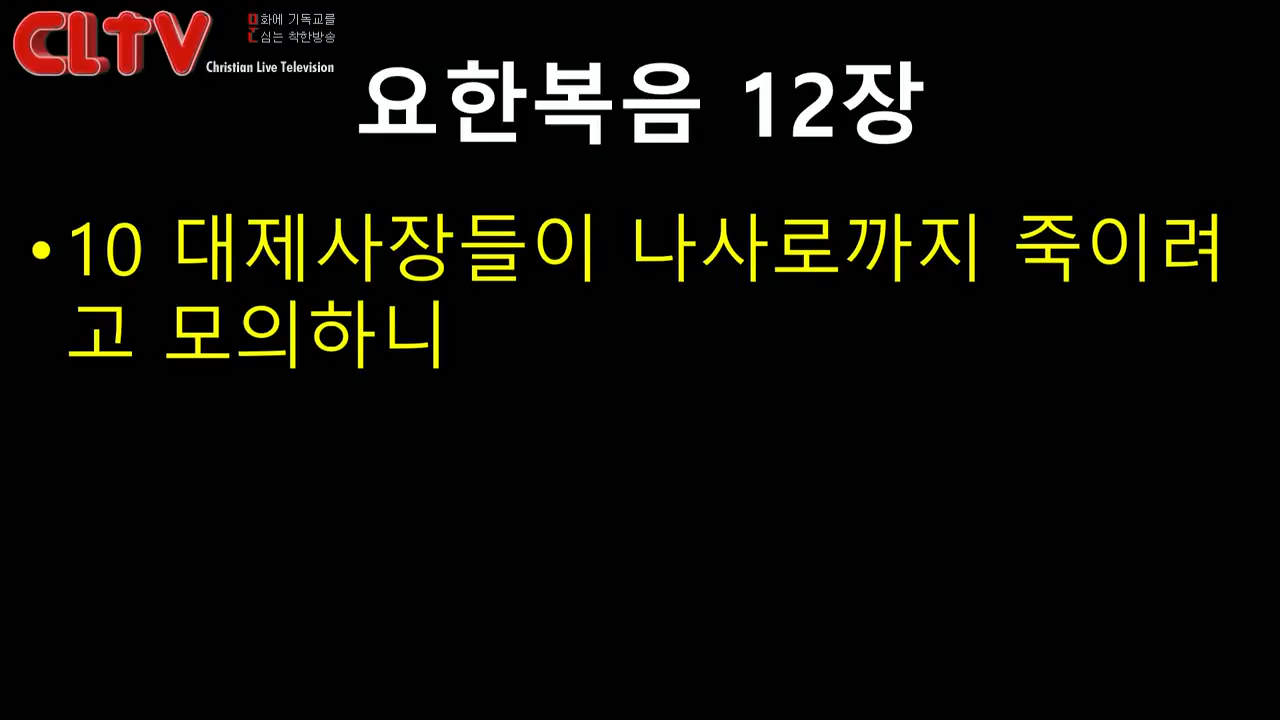 CLTV
문화에 기독교를
심는 착한방송
Christian Live Television
요한복음 12장
• 10 대제사장들이 나사로까지 죽이려
고 모의하니